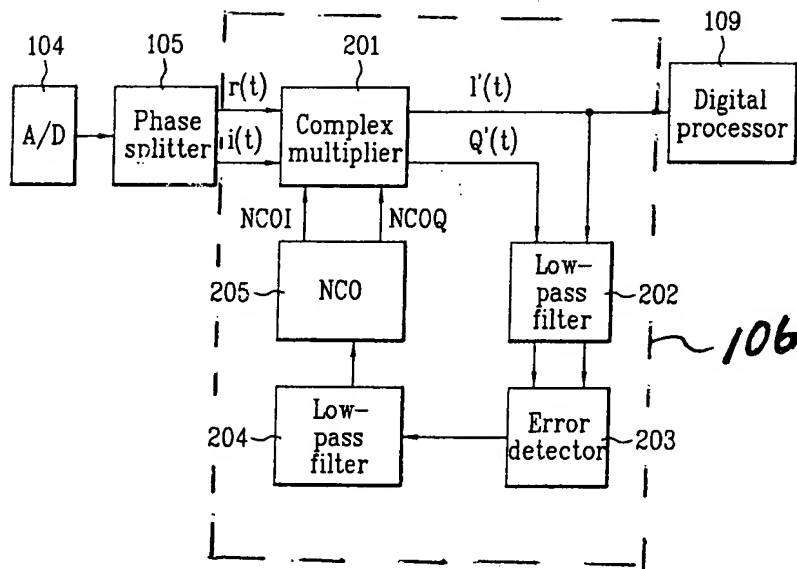 104
105
201
109
A/D
Phase
splitter
r(t)
i(t)
Complex
multiplier
I'(t)
Q'(t)
Digital
processor
NCOI
NCOQ
205
NCO
Low-
pass
filter
202
106
204
Low-
pass
filter
Error
detector
203